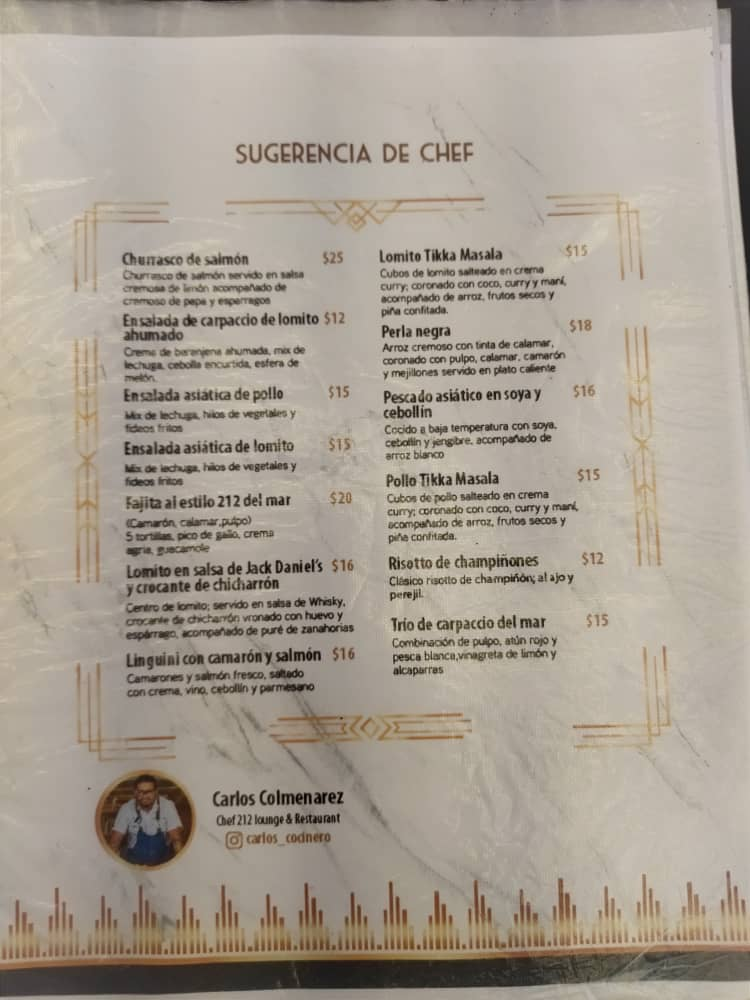 SUGERENCIA DE CHEF
Churrasco de salmón $25
Churrasco de salmón servido en salsa
cremosa de limón acompañado de
cremoso de papa y esparragos
Ensalada de carpaccio de lomito $12
ahumado
Crema de berenjena ahumada, mix de
lechuga, cebolla encurtida, esfera de
melón.
Ensalada asiática de pollo $15
Mix de lechuga, hilos de vegetales y
fideos fritos
Ensalada asiática de lomito $15
Mix de lechuga, hilos de vegetales y
fideos fritos
Fajita al estilo 212 del mar $20
(Camarón, calamar,pulpo)
5 tortillas, pico de gallo, crema
agria, guacamole
Lomito en salsa de Jack Daniel's $16
y crocante de chicharrón
Centro de lomito; servido en salsa de Whisky,
crocante de chicharrón vronado con huevo y
espárrago, acompañado de puré de zanahorias
Linguini con camarón y salmón $16
Camarones y salmón fresco, saltado
con crema, vino, cebollín y parmesano
Lomito Tikka Masala $15
Cubos de lomito salteado en crema
curry; coronado con coco, curry y maní,
acompañado de arroz, frutos secos y
piña confitada.
Perla negra $18
Arroz cremoso con tinta de calamar,
coronado con pulpo, calamar, camarón
y mejillones servido en plato caliente
Pescado asiático en soya y $16
cebollín
Cocido a baja temperatura con soya,
cebollín y jengibre, acompañado de
arroz blanco
Pollo Tikka Masala $15
Cubos de pollo salteado en crema
curry; coronado con coco, curry y maní,
acompañado de arroz, frutos secos y
piña confitada.
Risotto de champiñones $12
Clásico risotto de champiñón; al ajo y
perejil.
Trío de carpaccio del mar $15
Combinación de pulpo, atún rojo y
pesca blanca,vinagreta de limón y
alcaparras
Carlos Colmenarez
Chef 212 lounge & Restaurant
carlos_cocinero